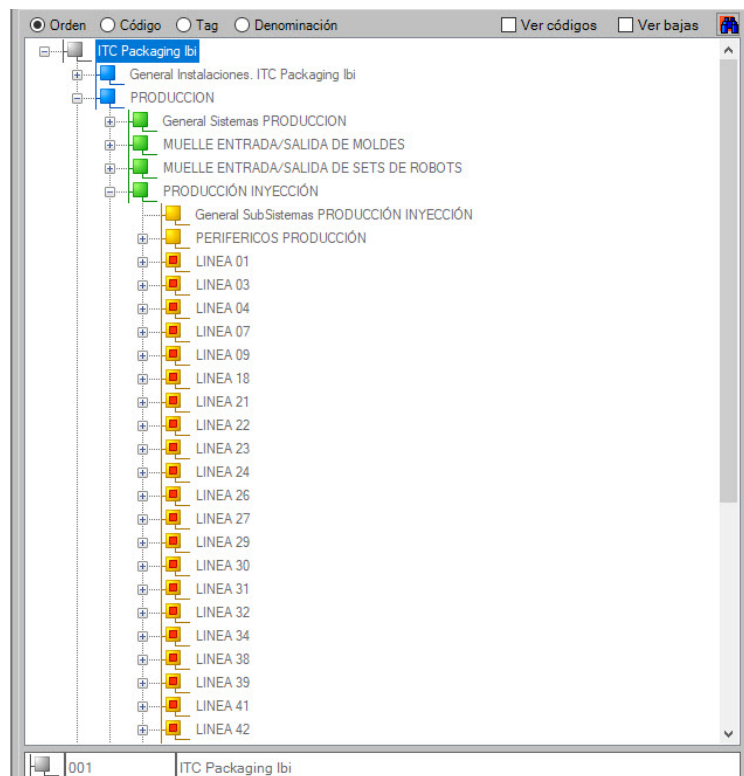 Orden Código Tag Denominación Ver códigos Ver bajas
ITC Packaging Ibi
General Instalaciones. ITC Packaging Ibi
PRODUCCION
General Sistemas PRODUCCION
MUELLE ENTRADA/SALIDA DE MOLDES
MUELLE ENTRADA/SALIDA DE SETS DE ROBOTS
PRODUCCIÓN INYECCIÓN
General SubSistemas PRODUCCIÓN INYECCIÓN
PERIFERICOS PRODUCCIÓN
LINEA 01
LINEA 03
LINEA 04
LINEA 07
LINEA 09
LINEA 18
LINEA 21
LINEA 22
LINEA 23
LINEA 24
LINEA 26
LINEA 27
LINEA 29
LINEA 30
LINEA 31
LINEA 32
LINEA 34
LINEA 38
LINEA 39
LINEA 41
LINEA 42
001 ITC Packaging Ibi